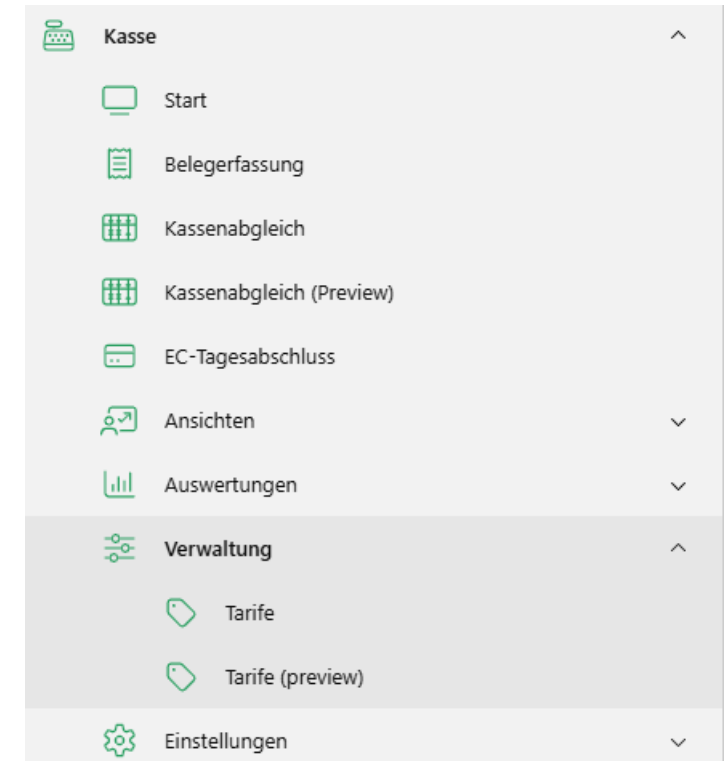 Kasse
Start
Belegerfassung
Kassenabgleich
Kassenabgleich (Preview)
EC-Tagesabschluss
Ansichten
Auswertungen
Verwaltung
Tarife
Tarife (preview)
Einstellungen